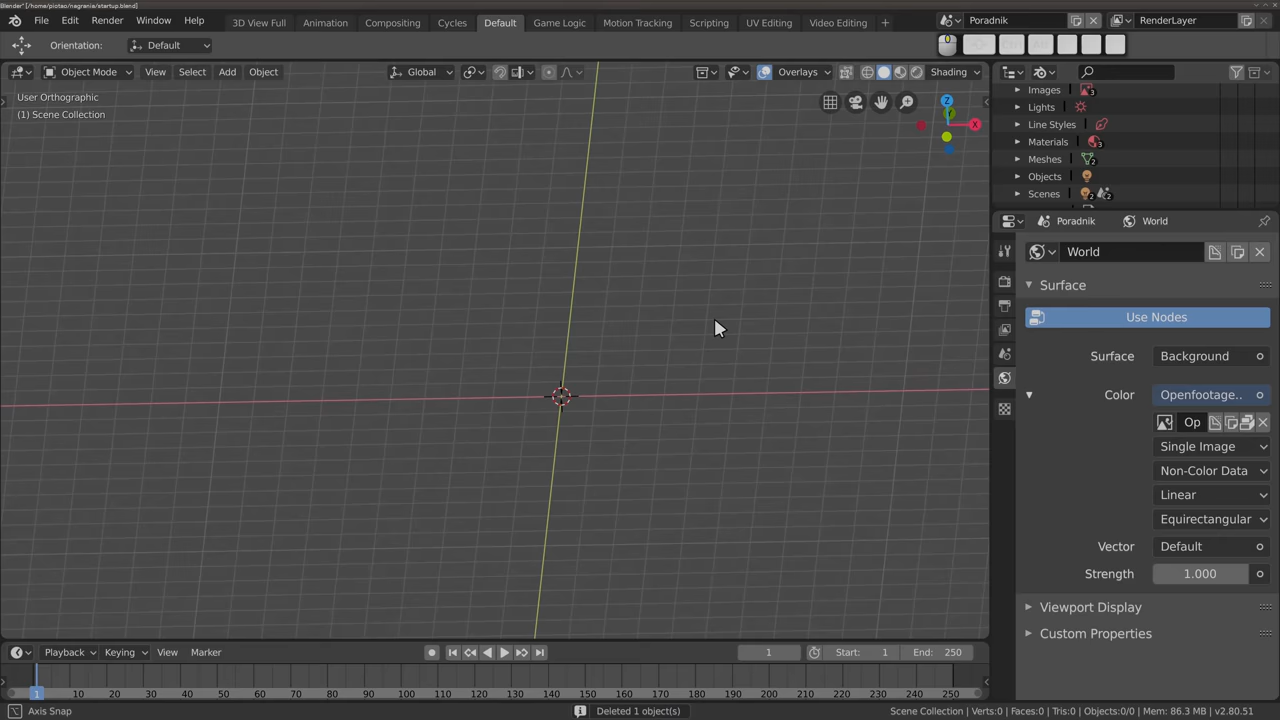 Blender* [/home/piotao/nagrania/startup.blend]
File Edit Render Window Help 3D View Full Animation Compositing Cycles Default Game Logic Motion Tracking Scripting UV Editing Video Editing + Poradnik RenderLayer
Orientation: Default
Object Mode View Select Add Object Global Overlays Shading
User Orthographic
(1) Scene Collection
Z
X
Images 3
Lights
Line Styles
Materials 3
Meshes 2
Objects
Scenes 2 2
Poradnik World
World
Surface
Use Nodes
Surface Background
Color Openfootage..
Op
Single Image
Non-Color Data
Linear
Equirectangular
Vector Default
Strength 1.000
Viewport Display
Custom Properties
Playback Keying View Marker 1 Start: 1 End: 250
1 10 20 30 40 50 60 70 80 90 100 110 120 130 140 150 160 170 180 190 200 210 220 230 240 250
Axis Snap Deleted 1 object(s) Scene Collection | Verts:0 | Faces:0 | Tris:0 | Objects:0/0 | Mem: 86.3 MB | v2.80.51